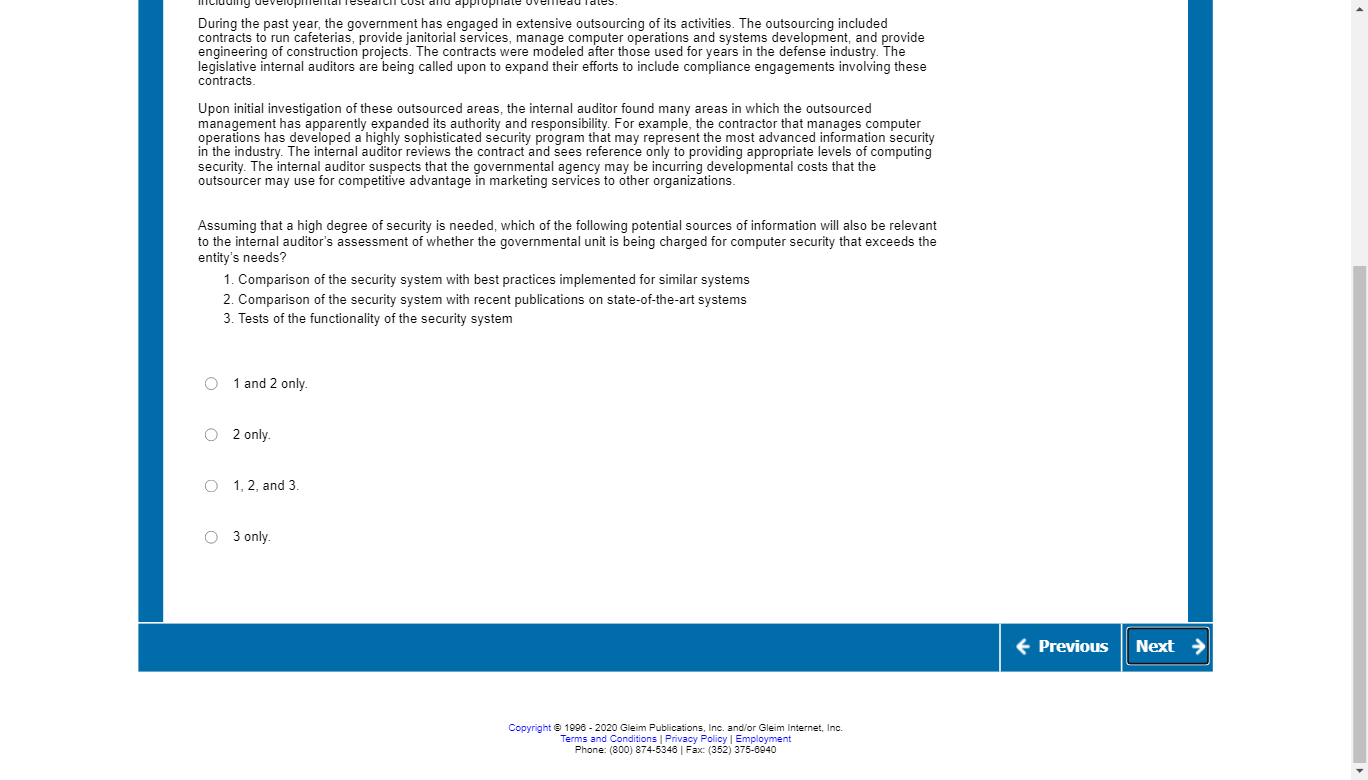 including developmental research cost and appropriate overhead rates.
During the past year, the government has engaged in extensive outsourcing of its activities. The outsourcing included
contracts to run cafeterias, provide janitorial services, manage computer operations and systems development, and provide
engineering of construction projects. The contracts were modeled after those used for years in the defense industry. The
legislative internal auditors are being called upon to expand their efforts to include compliance engagements involving these
contracts.
Upon initial investigation of these outsourced areas, the internal auditor found many areas in which the outsourced
management has apparently expanded its authority and responsibility. For example, the contractor that manages computer
operations has developed a highly sophisticated security program that may represent the most advanced information security
in the industry. The internal auditor reviews the contract and sees reference only to providing appropriate levels of computing
security. The internal auditor suspects that the governmental agency may be incurring developmental costs that the
outsourcer may use for competitive advantage in marketing services to other organizations.
Assuming that a high degree of security is needed, which of the following potential sources of information will also be relevant
to the internal auditor's assessment of whether the governmental unit is being charged for computer security that exceeds the
entity's needs?
1. Comparison of the security system with best practices implemented for similar systems
2. Comparison of the security system with recent publications on state-of-the-art systems
3. Tests of the functionality of the security system
1 and 2 only.
2 only.
1, 2, and 3.
3 only.
Previous Next
Copyright © 1996 - 2020 Gleim Publications, Inc. and/or Gleim Internet, Inc.
Terms and Conditions | Privacy Policy | Employment
Phone: (800) 874-5346 | Fax: (352) 375-6940